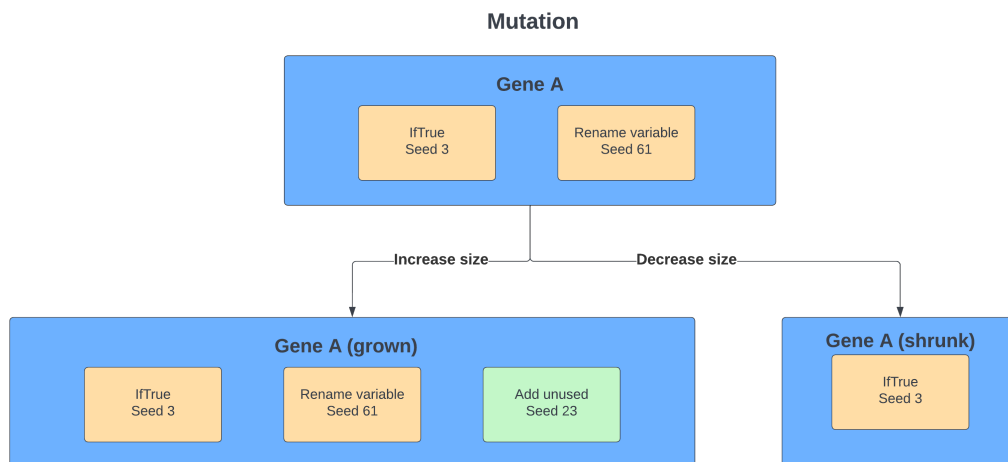 Mutation
Gene A
IfTrue
Seed 3
Rename variable
Seed 61
Increase size
Decrease size
Gene A (grown)
IfTrue
Seed 3
Rename variable
Seed 61
Add unused
Seed 23
Gene A (shrunk)
IfTrue
Seed 3